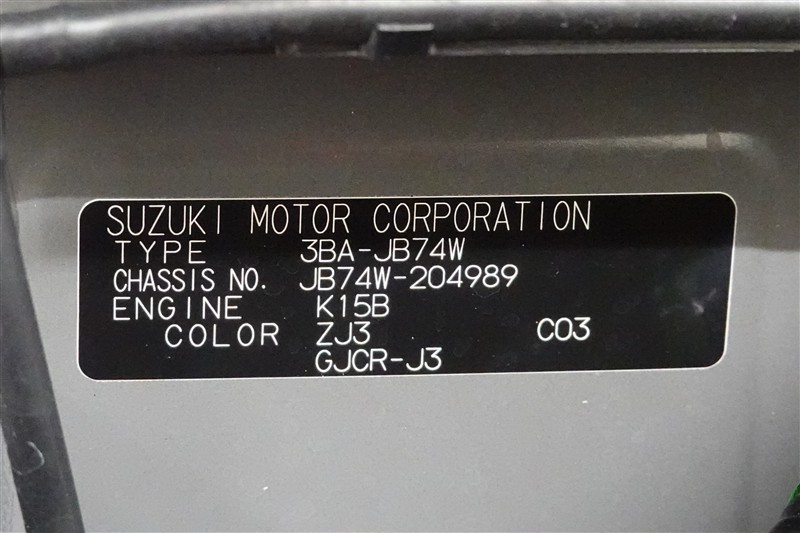 SUZUKI MOTOR CORPORATION
TYPE 3BA-JB74W
CHASSIS NO. JB74W-204989
ENGINE K15B
COLOR ZJ3 C03
GJCR-J3